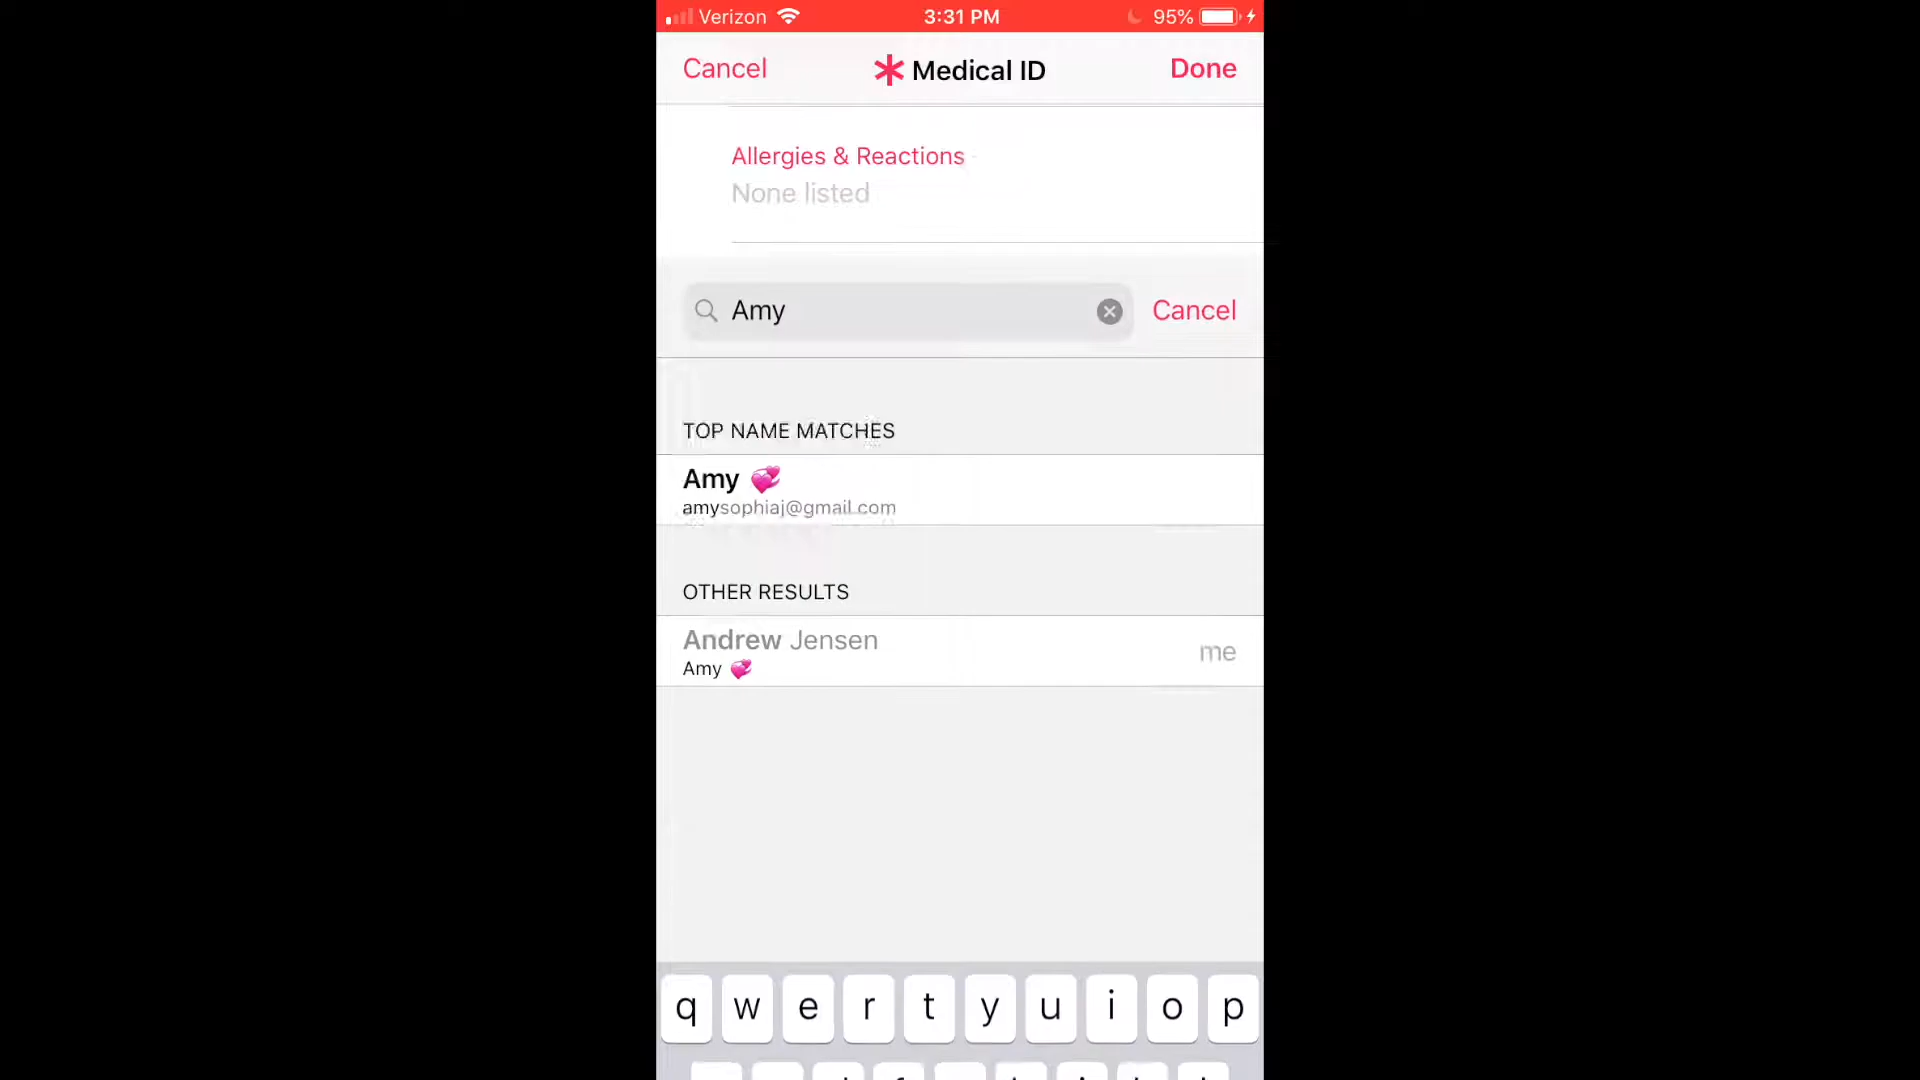 Verizon 3:31 PM 95%
Cancel Medical ID Done
Allergies & Reactions
None listed
Amy Cancel
TOP NAME MATCHES
Amy 💞
amysophiaj@gmail.com
OTHER RESULTS
Andrew Jensen me
Amy 💞
q w e r t y u i o p